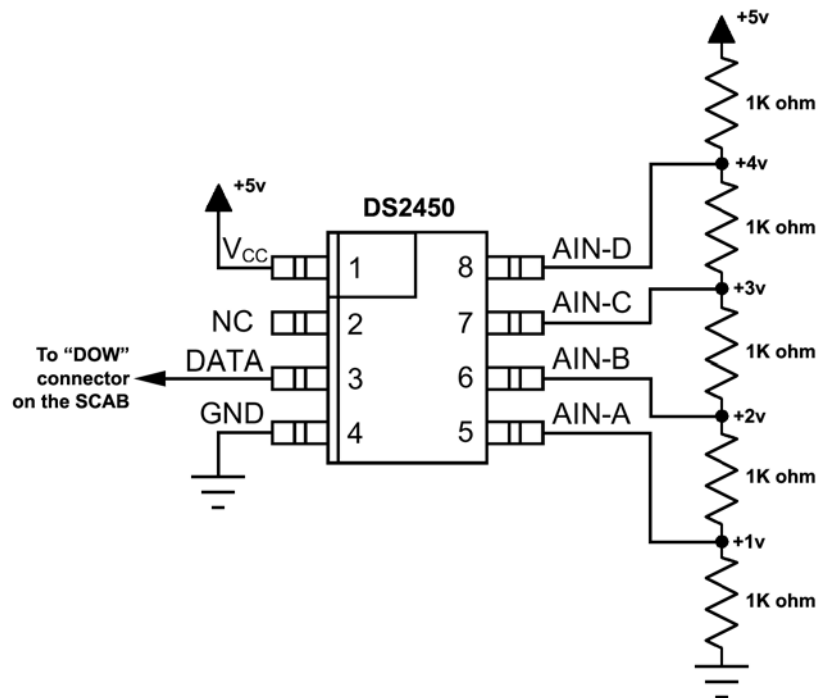 +5v
1K ohm
+4v
+5v
DS2450
1K ohm
VCC
1
8
AIN-D
+3v
NC
2
7
AIN-C
1K ohm
To “DOW”
connector
on the SCAB
DATA
3
6
AIN-B
+2v
GND
4
5
AIN-A
1K ohm
+1v
1K ohm